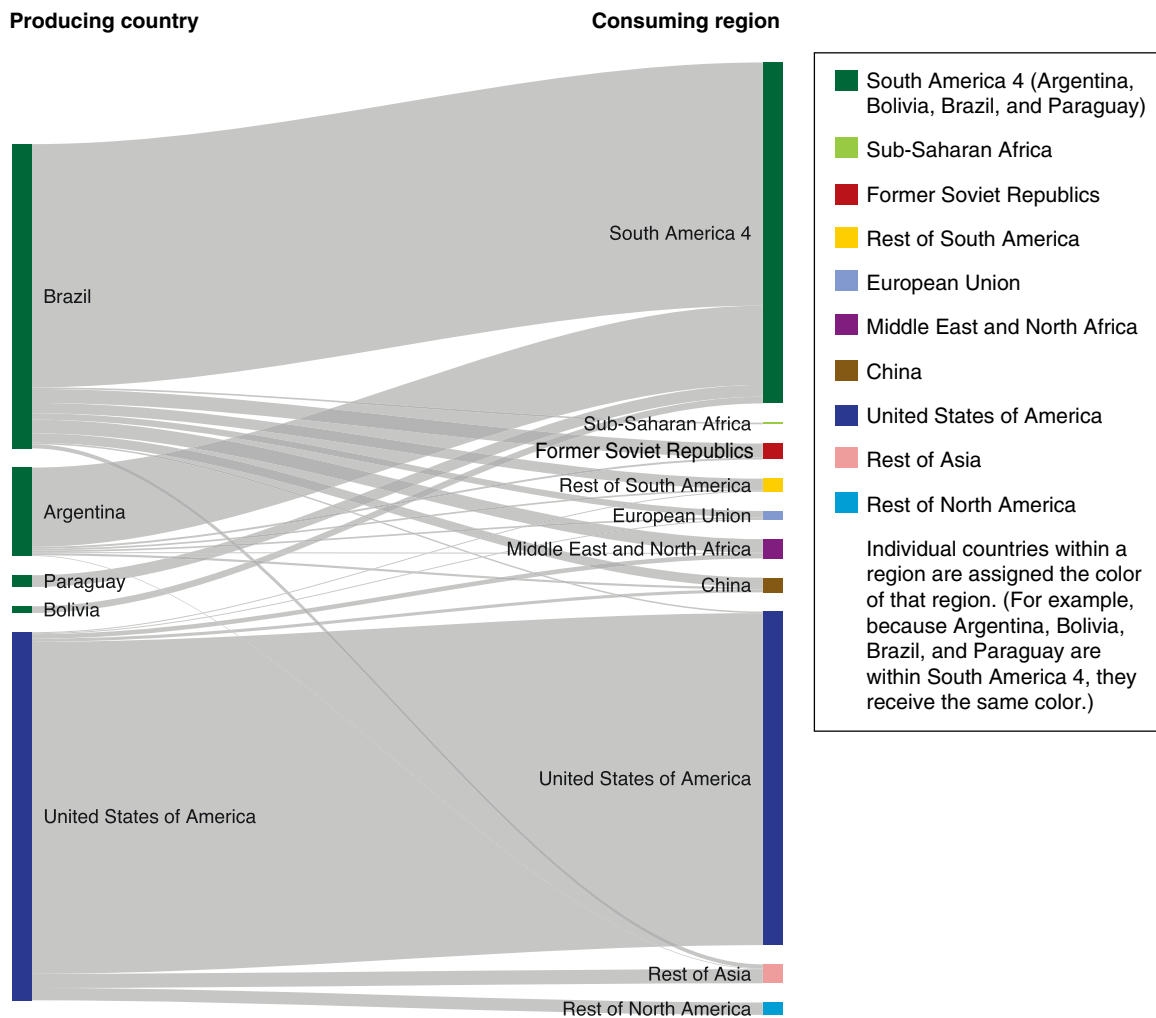 Producing country
Consuming region
Brazil
Argentina
Paraguay
Bolivia
United States of America
South America 4
Sub-Saharan Africa
Former Soviet Republics
Rest of South America
European Union
Middle East and North Africa
China
United States of America
Rest of Asia
Rest of North America
South America 4 (Argentina,
Bolivia, Brazil, and Paraguay)
Sub-Saharan Africa
Former Soviet Republics
Rest of South America
European Union
Middle East and North Africa
China
United States of America
Rest of Asia
Rest of North America
Individual countries within a
region are assigned the color
of that region. (For example,
because Argentina, Bolivia,
Brazil, and Paraguay are
within South America 4, they
receive the same color.)